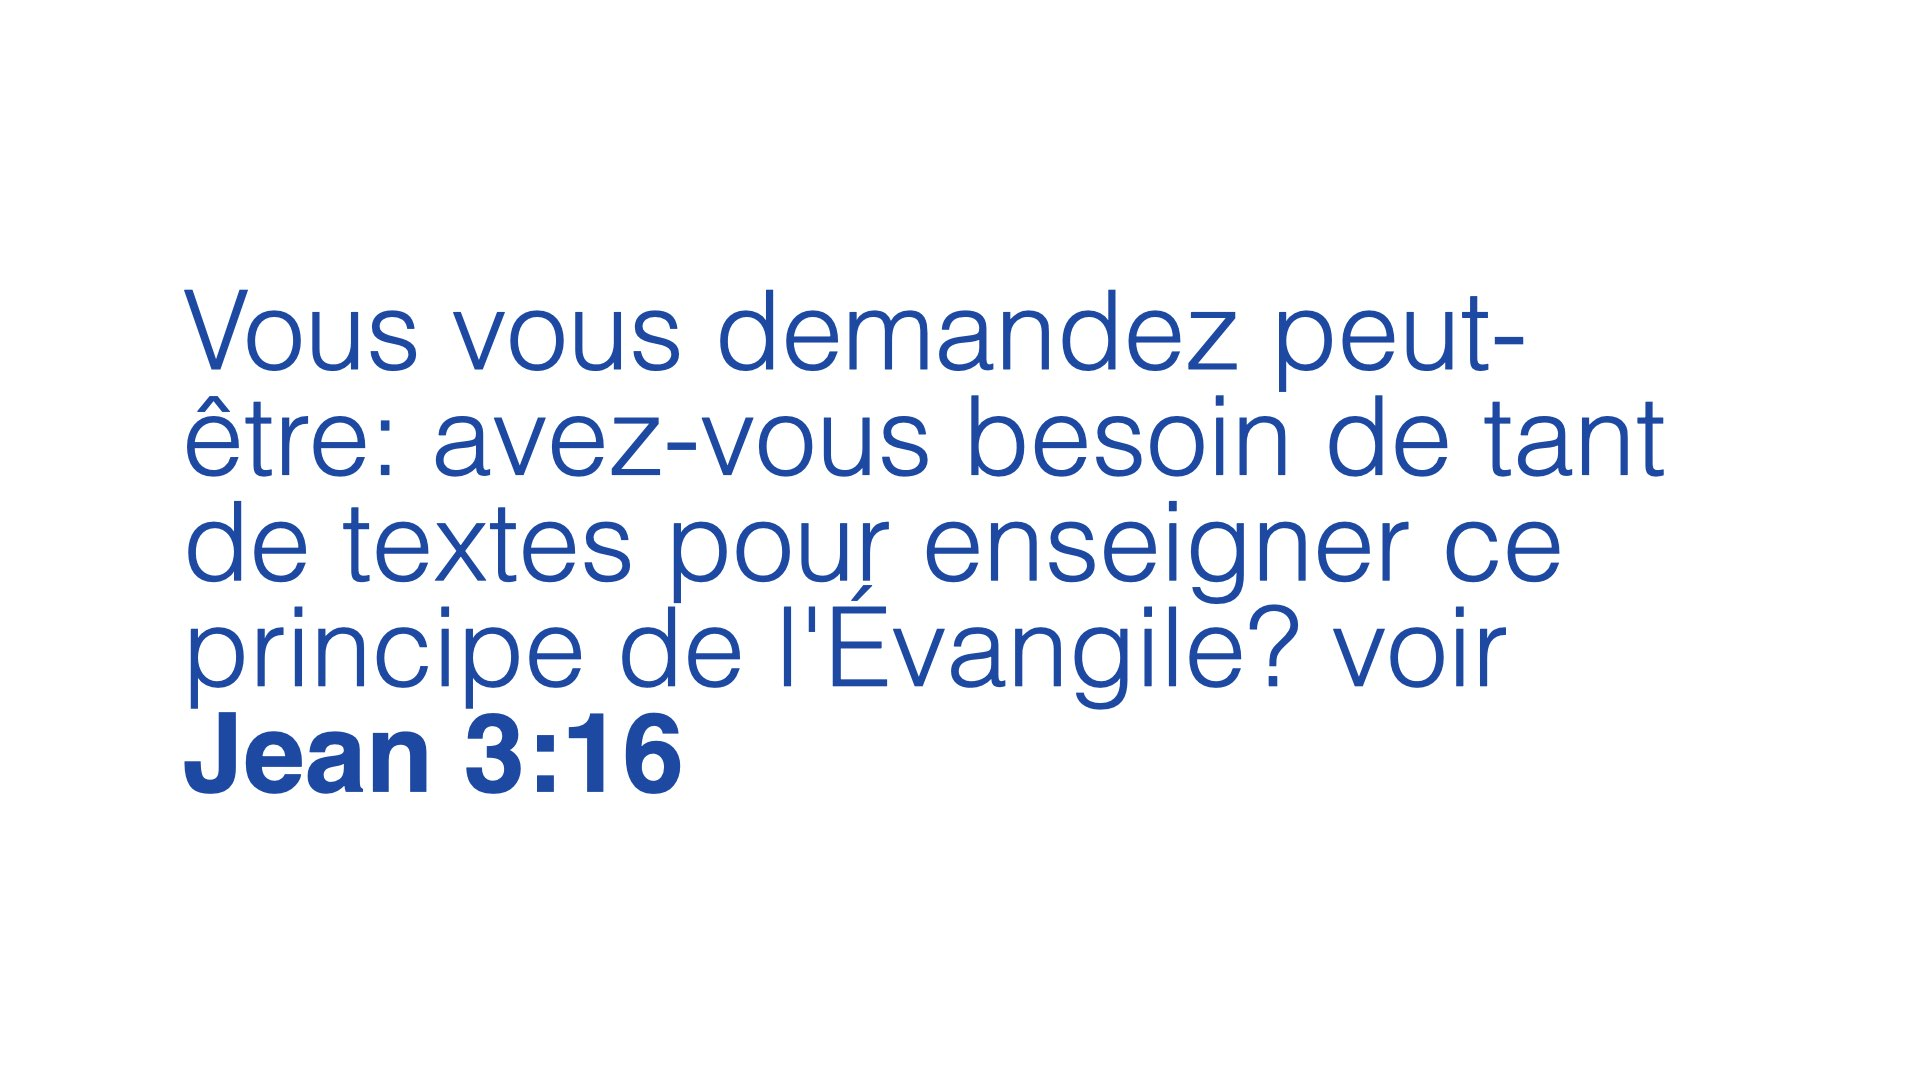 Vous vous demandez peut-
être: avez-vous besoin de tant
de textes pour enseigner ce
principe de l'Évangile? voir
Jean 3:16